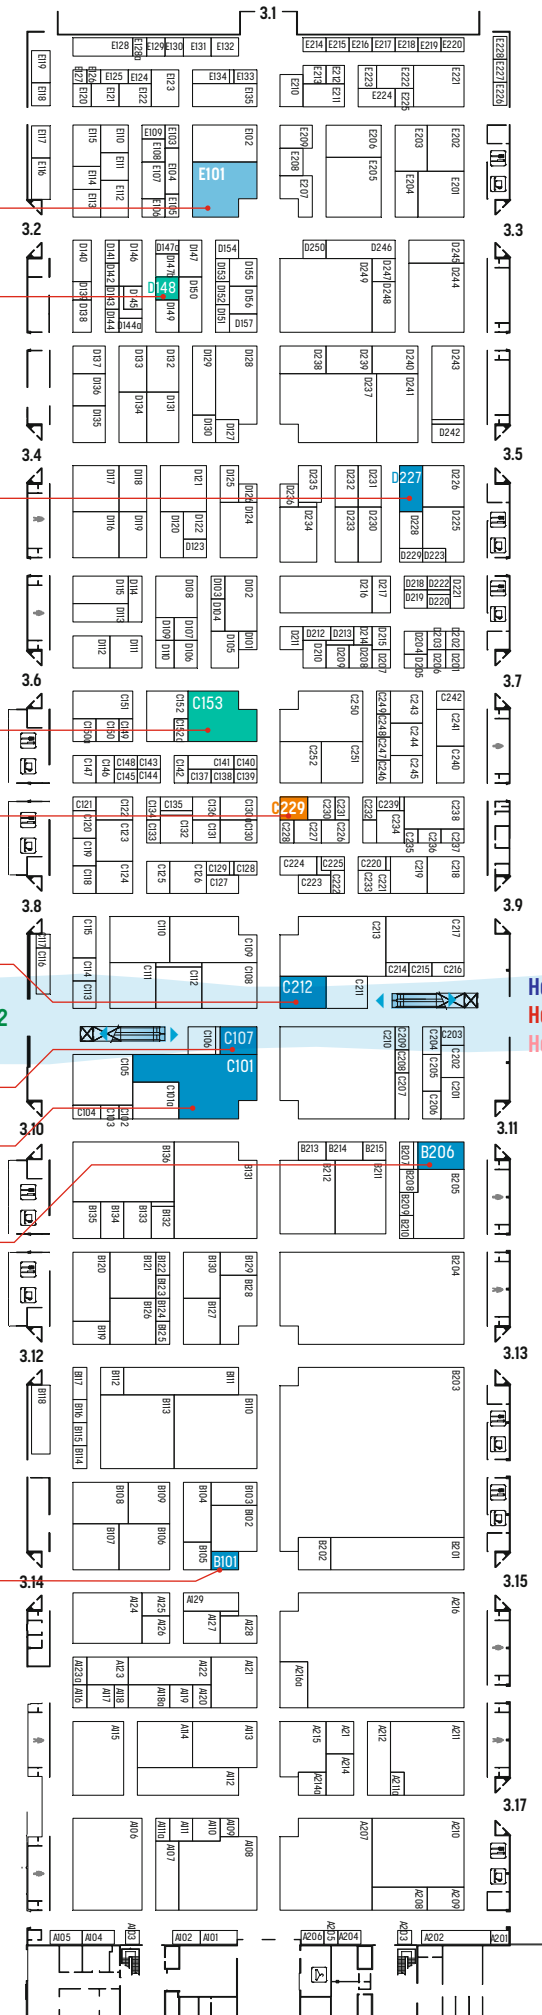 3.1
E128 E128a E129 E130 E131 E132
E214 E215 E216 E217 E218 E219 E220
E228 E227 E226
E119 E118
E127 E126 E125 E124 E123
E120 E121 E122
E134 E133
E135
E213 E212 E210 E211
E223 E222 E221
E224 E225
E117 E116
E115 E110 E111 E114 E113 E112
E109 E103 E108 E107 E104 E106 E105
E102
E101
E209 E208 E207
E206 E205
E203 E202 E204 E201
3.2
3.3
D140 D141 D146 D142 D139 D143 D145 D138 D144 D144a
D147a D147 D147b
D148
D150 D149
D154 D153 D155 D152 D156 D151 D157
D250 D246 D249 D247 D248
D245 D244
D137 D136 D135
D133 D132 D134 D131
D129 D128 D130 D127
D238 D239 D240 D237 D241
D243 D242
3.4
3.5
D117 D118 D116 D119
D121 D120 D122 D123
D125 D126 D124
D235 D236 D234
D232 D231 D233 D230
D227
D226 D228 D225
D229 D223
D115 D114 D113 D112 D111
D108 D109 D107 D110 D106
D103 D102 D104 D105 D101
D216 D217
D218 D222 D221
D219 D220
D211 D212 D213 D214 D215
D210 D209 D208 D207
D204 D203 D202
D205 D206 D201
3.6
3.7
C151 C150a C150 C149
C152 C152a
C153
C250 C252 C251
C249 C248 C247 C246
C243 C244 C245
C242 C241 C240
C147 C146 C148 C143
C145 C144
C142 C141 C140
C137 C138 C139
C121 C120 C119 C118
C122 C123 C124
C134 C135 C133 C132
C136 C131 C130a C130
C229
C228 C227 C230 C231 C226
C232 C239 C234 C235
C238 C236 C237
C125 C126 C129 C128
C127
C224 C225
C223 C222
C220 C233 C221 C219 C218
3.8
3.9
C117 C116
C115 C114 C113
C110 C109 C111 C112 C108
C213 C217
C214 C215 C216
C212
C211
C106
C107
C101
C105 C101a
C104 C103 C102
C210 C209 C208 C207
C204 C203 C205 C202 C206 C201
2
3.10
3.11
B136 B131
B135 B134 B133 B132
B213 B214 B215
B212 B211
B207 B208 B209 B210
B206
B205
B120 B119
B121 B122 B123 B126 B124 B125
B130 B129 B128 B127
B204
3.12
3.13
B118
B117 B116 B115 B114
B112 B111 B113 B110
B203
B108 B109 B107 B106
B104 B103 B102 B105
B101
B202 B201
3.14
3.15
A124 A125 A126
A129 A127 A128
A216
A123a A123 A122 A121
A116 A117 A118 A118a A119 A120
A216a
A115 A114 A113 A112
A215 A21 A214 A214a
A212 A211 A211a
3.17
A106
A111a A111 A110 A109 A107 A108
A207 A210 A208 A209
A105 A104 A103 A102 A101
A206 A205 A204
A203 A202 A201